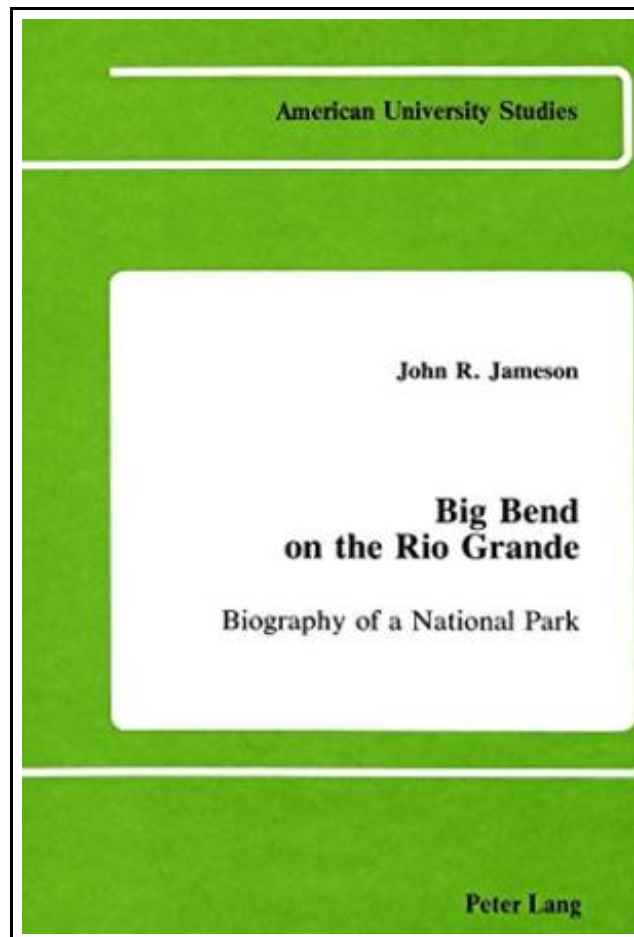 American University Studies
John R. Jameson
Big Bend
on the Rio Grande
Biography of a National Park
Peter Lang